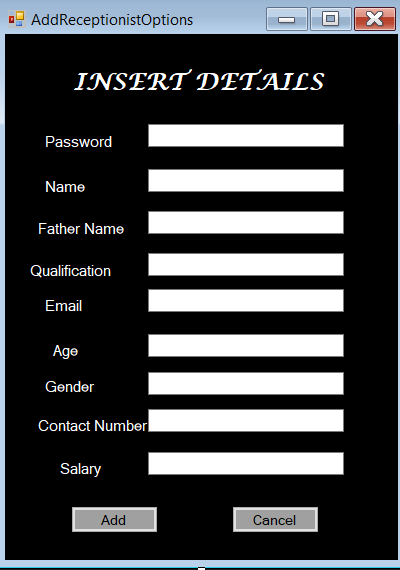 AddReceptionistOptions
INSERT DETAILS
Password
Name
Father Name
Qualification
Email
Age
Gender
Contact Number
Salary
Add Cancel